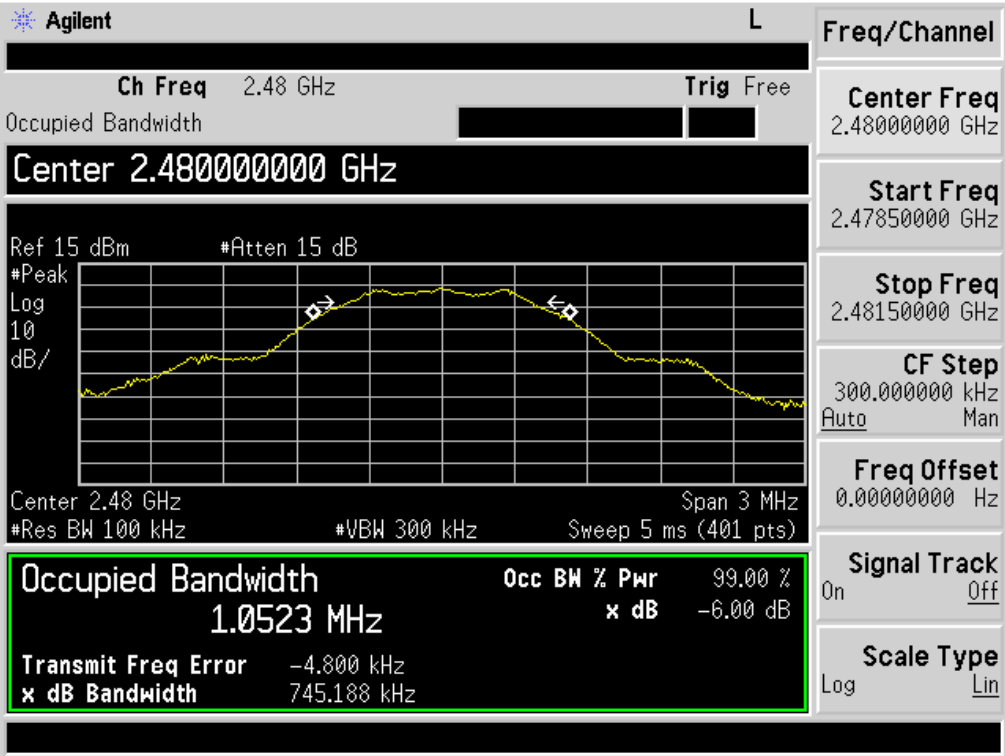 Agilent
L
Ch Freq 2.48 GHz
Trig Free
Occupied Bandwidth
Center 2.480000000 GHz
Ref 15 dBm #Atten 15 dB
#Peak
Log
10
dB/
Center 2.48 GHz Span 3 MHz
#Res BW 100 kHz #VBW 300 kHz Sweep 5 ms (401 pts)
Occupied Bandwidth
1.0523 MHz
Occ BW % Pwr 99.00 %
x dB -6.00 dB
Transmit Freq Error -4.800 kHz
x dB Bandwidth 745.188 kHz
Freq/Channel
Center Freq
2.48000000 GHz
Start Freq
2.47850000 GHz
Stop Freq
2.48150000 GHz
CF Step
300.000000 kHz
Auto Man
Freq Offset
0.00000000 Hz
Signal Track
On Off
Scale Type
Log Lin